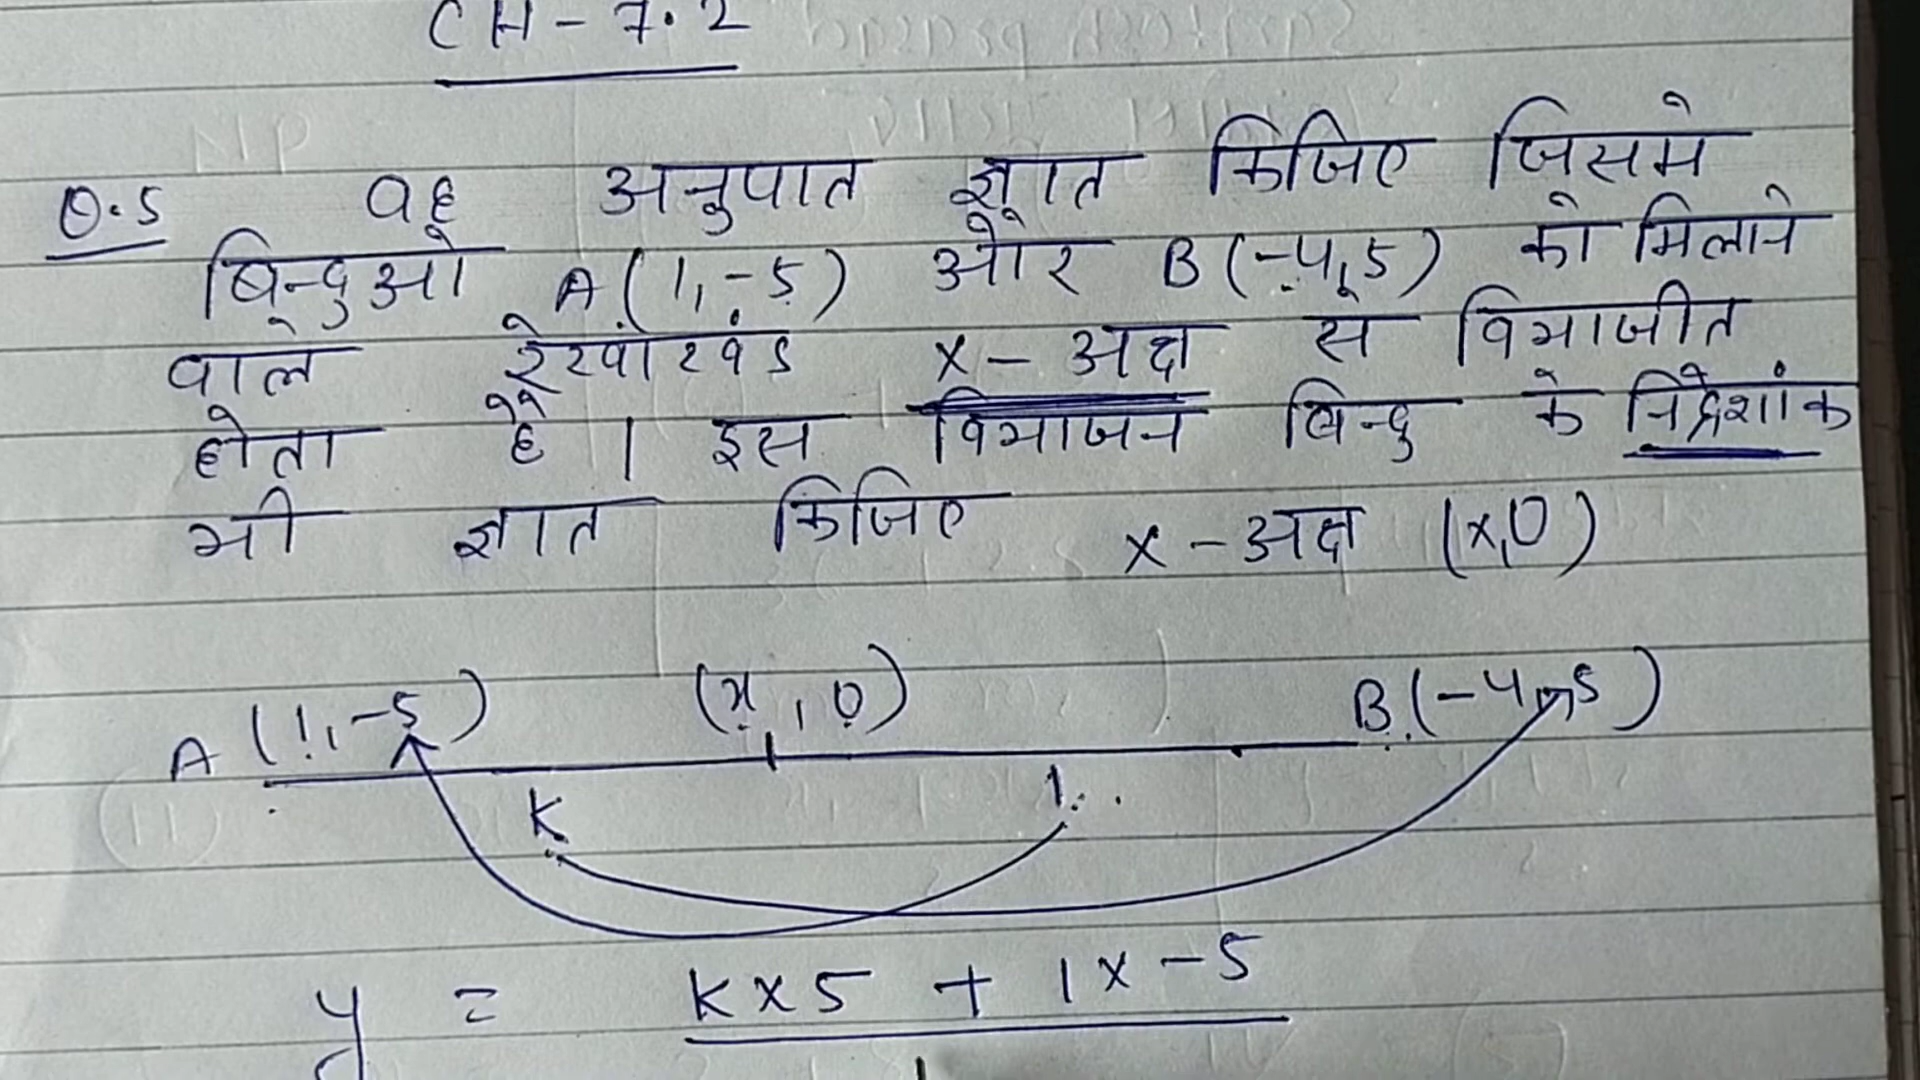 CH - 7.2
Q.5 वह अनुपात ज्ञात किजिए जिसमे
बिन्दुओ A(1,-5) और B(-4,5) को मिलाने
वाले रेखाखंड x-अक्ष से विभाजीत
होता है। इस विभाजन बिन्दु के निर्देशांक
भी ज्ञात किजिए x-अक्ष (x,0)
A (1,-5) (x,0) B(-4,5)
K 1
y = K×5 + 1×-5